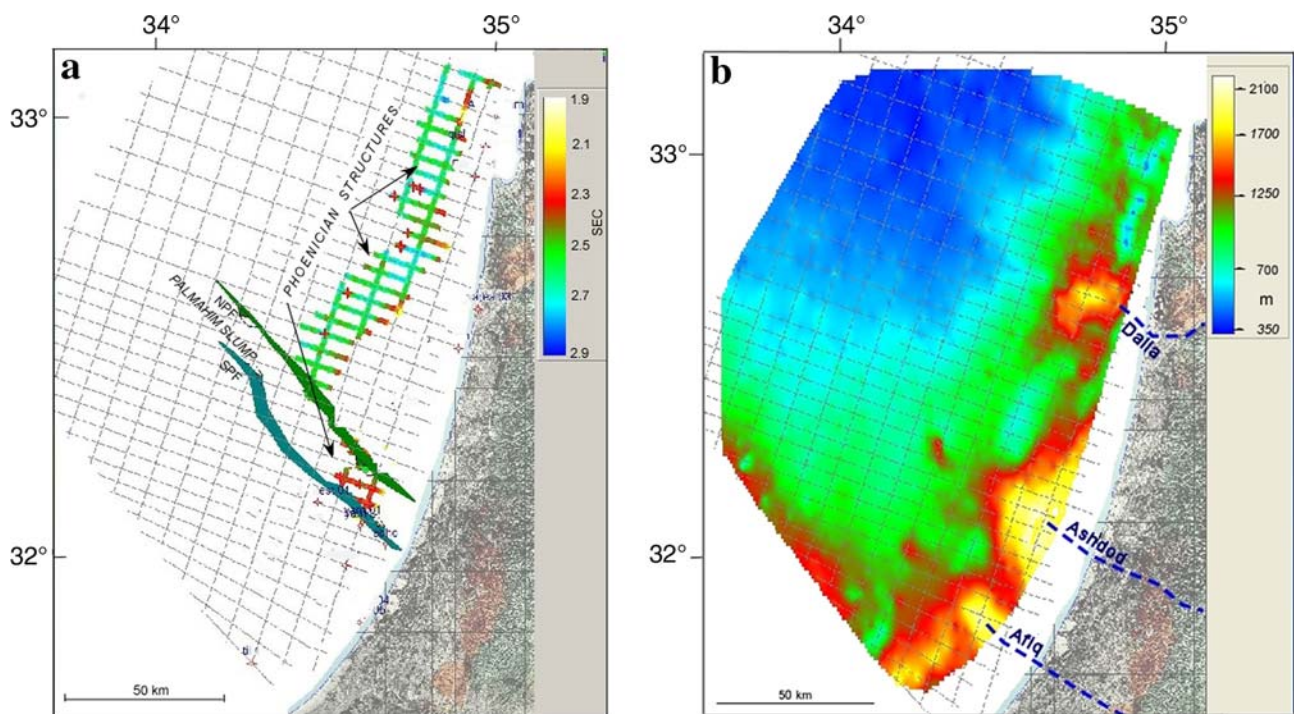 34°
35°
a
33°
32°
1.9
2.1
2.3
SEC
2.5
2.7
2.9
PHOENICIAN STRUCTURES
NPF
PALMAHIM SLUMP
SPF
50 km
34°
35°
b
33°
32°
2100
1700
1250
700
m
350
Dalia
Ashdod
Afiq
50 km